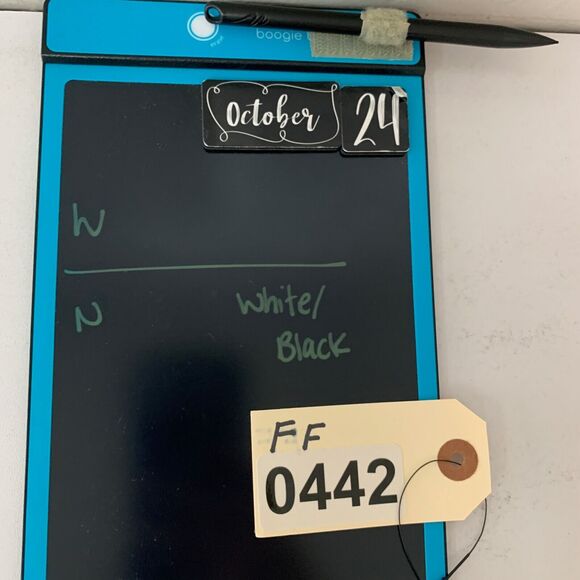 boogie
October 24
W
N White/
Black
FF
0442